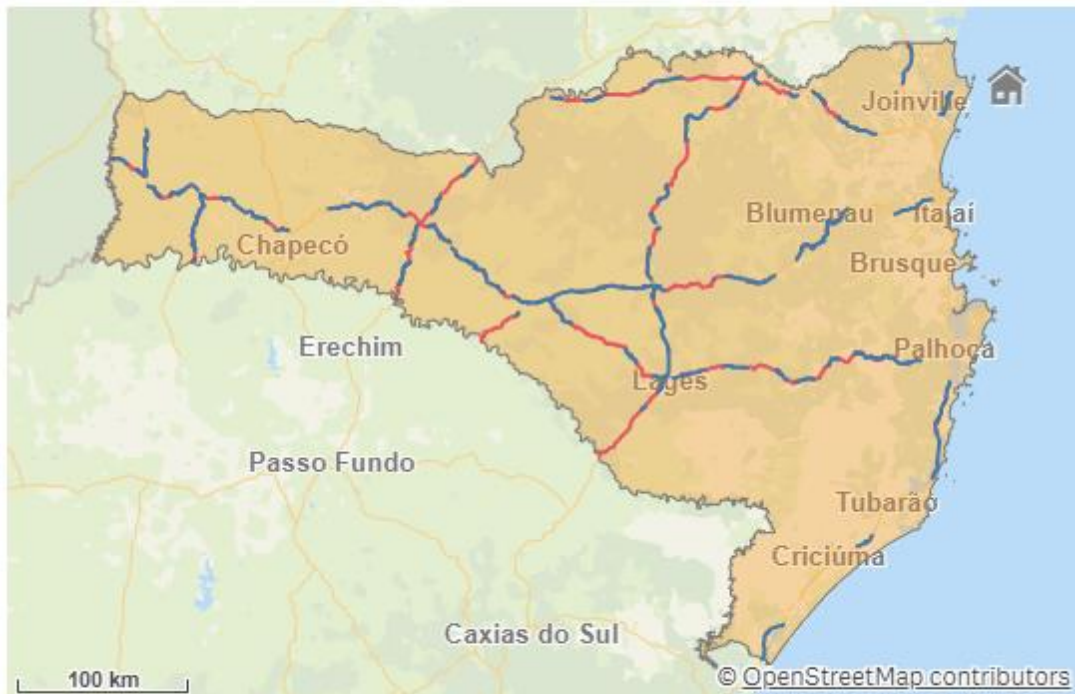 Joinville
Blumenau
Itajaí
Chapecó
Brusque
Erechim
Palhoça
Lages
Passo Fundo
Tubarão
Criciúma
Caxias do Sul
100 km
© OpenStreetMap contributors